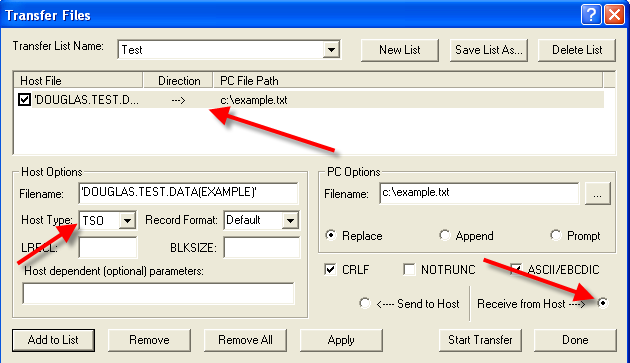 Transfer Files
Transfer List Name: Test New List Save List As... Delete List
Host File Direction PC File Path
'DOUGLAS.TEST.D... ---> c:\example.txt
Host Options PC Options
Filename: 'DOUGLAS.TEST.DATA(EXAMPLE)' Filename: c:\example.txt ...
Host Type: TSO Record Format: Default
Replace Append Prompt
LRECL: BLKSIZE:
CRLF NOTRUNC ASCII/EBCDIC
Host dependent (optional) parameters:
<---- Send to Host Receive from Host ---->
Add to List Remove Remove All Apply Start Transfer Done